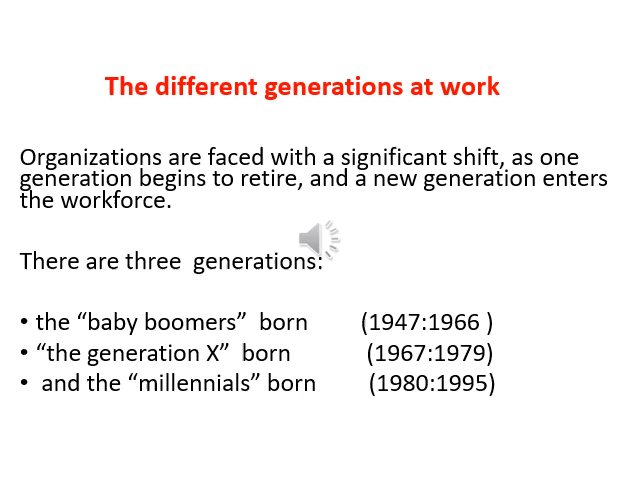 The different generations at work
Organizations are faced with a significant shift, as one
generation begins to retire, and a new generation enters
the workforce.
There are three  generations:
• the “baby boomers”  born (1947:1966 )
• “the generation X”  born (1967:1979)
•  and the “millennials” born (1980:1995)